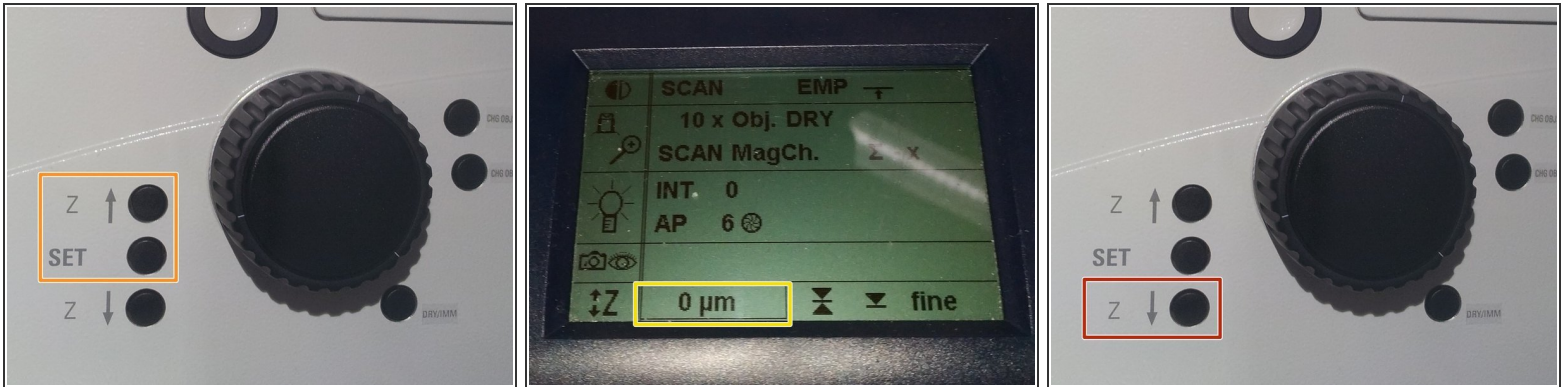 CHG OBJ
CHG OB
Z ↑
SET
Z ↓
DRY/IMM
SCAN EMP
10 x Obj. DRY
SCAN MagCh. x
INT 0
AP 6
↕Z 0 µm fine
CHG OBJ
CHG OB
Z ↑
SET
Z ↓
DRY/IMM